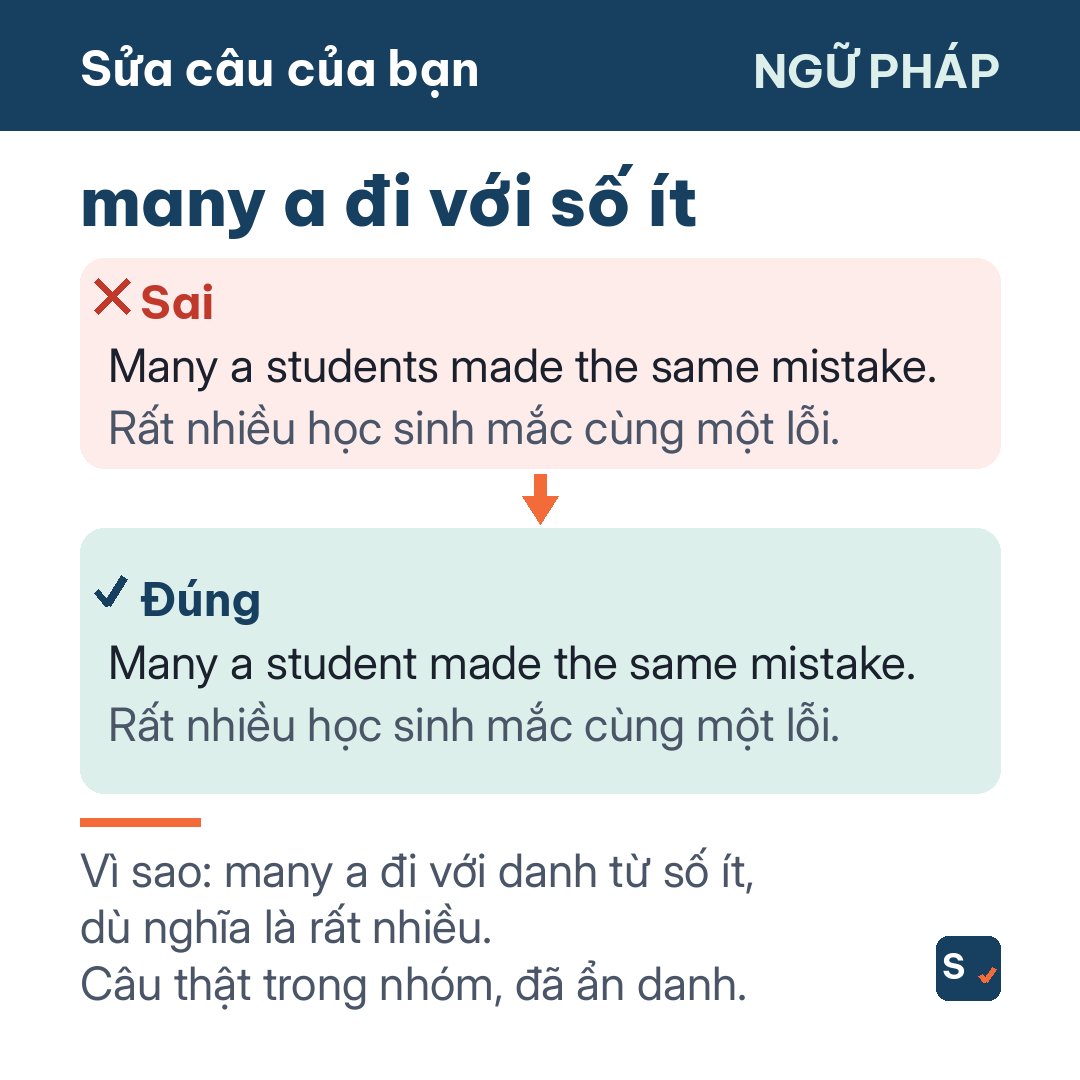 Sửa câu của bạn
NGỮ PHÁP
many a đi với số ít
Sai
Many a students made the same mistake.
Rất nhiều học sinh mắc cùng một lỗi.
Đúng
Many a student made the same mistake.
Rất nhiều học sinh mắc cùng một lỗi.
Vì sao: many a đi với danh từ số ít,
dù nghĩa là rất nhiều.
Câu thật trong nhóm, đã ẩn danh.
S